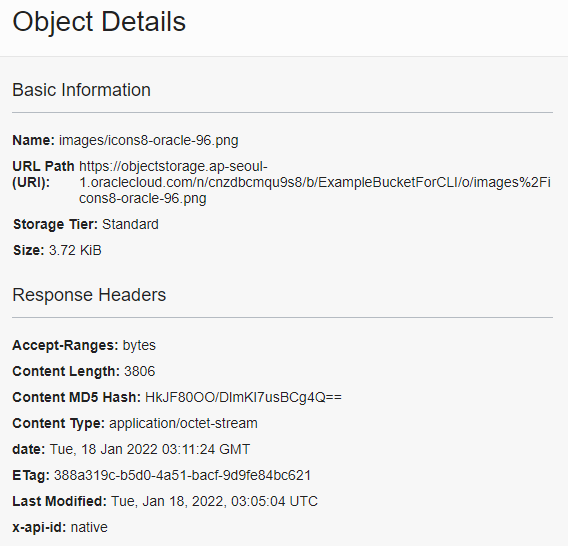 Object Details
Basic Information
Name: images/icons8-oracle-96.png
URL Path (URI): https://objectstorage.ap-seoul-
1.oraclecloud.com/n/cnzdbcmqu9s8/b/ExampleBucketForCLI/o/images%2Fi
cons8-oracle-96.png
Storage Tier: Standard
Size: 3.72 KiB
Response Headers
Accept-Ranges: bytes
Content Length: 3806
Content MD5 Hash: HkJF80OO/DlmKI7usBCg4Q==
Content Type: application/octet-stream
date: Tue, 18 Jan 2022 03:11:24 GMT
ETag: 388a319c-b5d0-4a51-bacf-9d9fe84bc621
Last Modified: Tue, Jan 18, 2022, 03:05:04 UTC
x-api-id: native